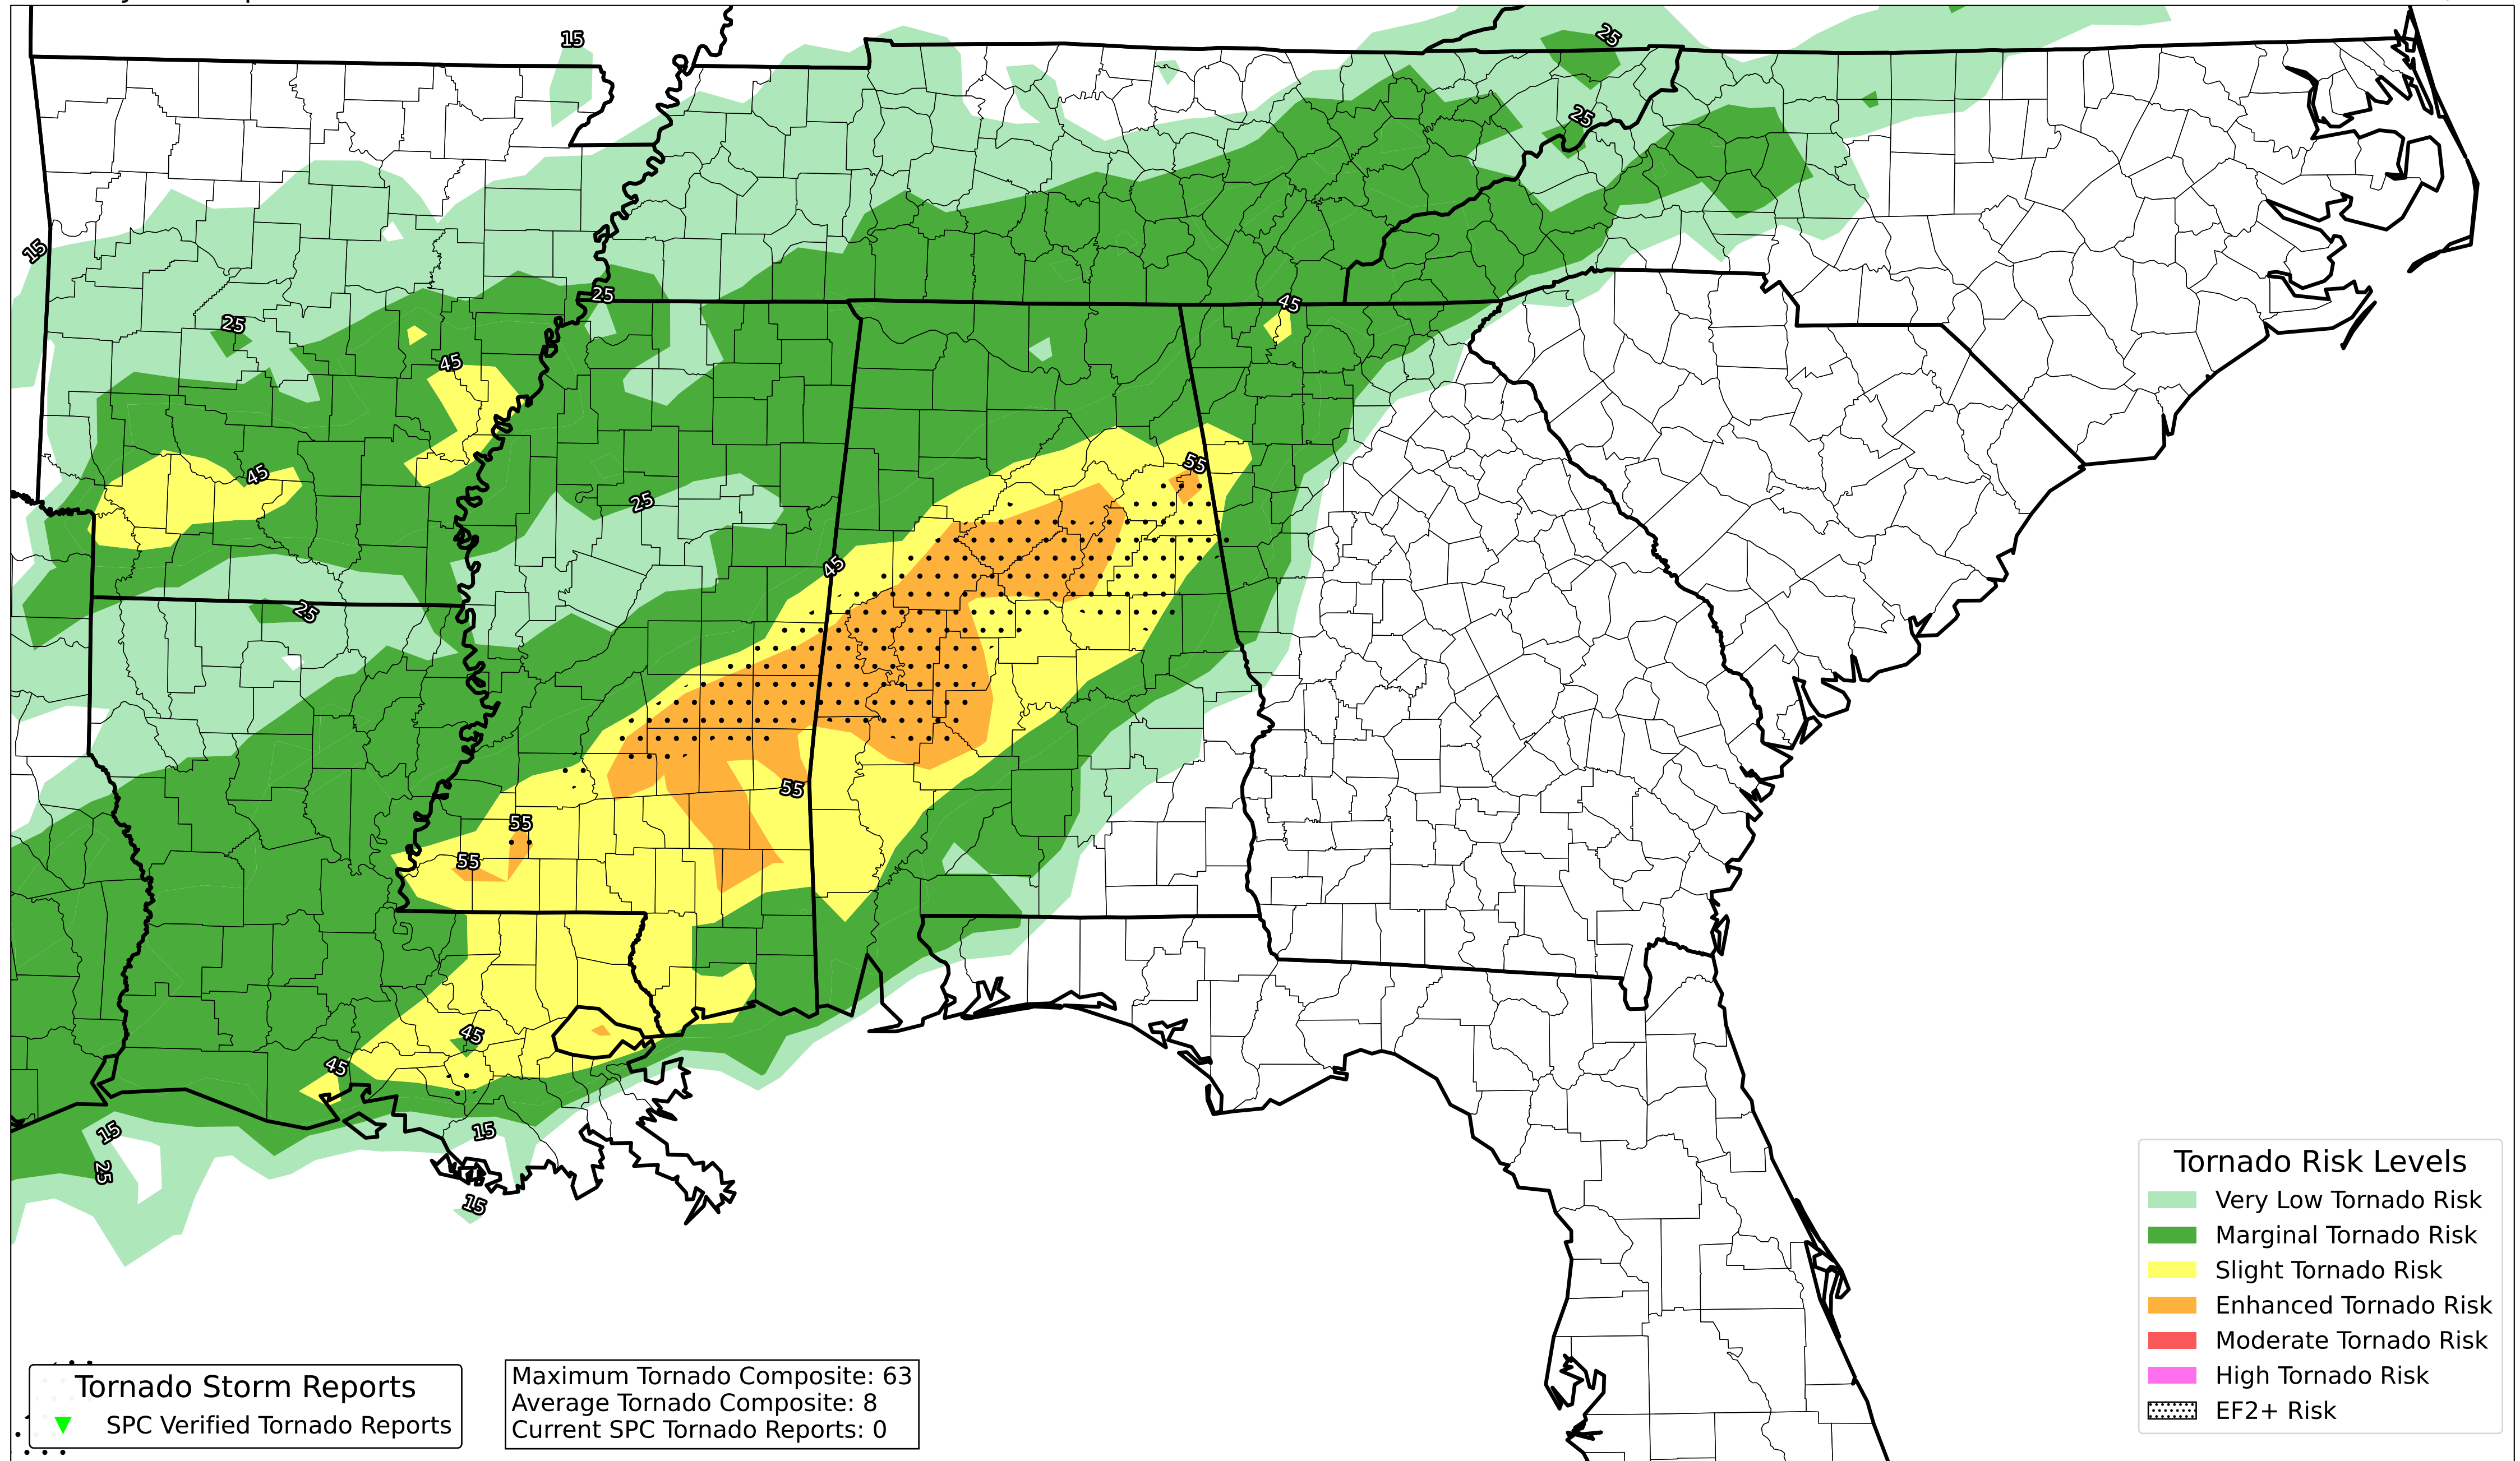 15
25
25
15
25
45
25
45
45
55
25
45
25
55
55
55
45
45
15
15
25
15
Tornado Risk Levels
Very Low Tornado Risk
Marginal Tornado Risk
Slight Tornado Risk
Enhanced Tornado Risk
Moderate Tornado Risk
High Tornado Risk
EF2+ Risk
Tornado Storm Reports
SPC Verified Tornado Reports
Maximum Tornado Composite: 63
Average Tornado Composite: 8
Current SPC Tornado Reports: 0